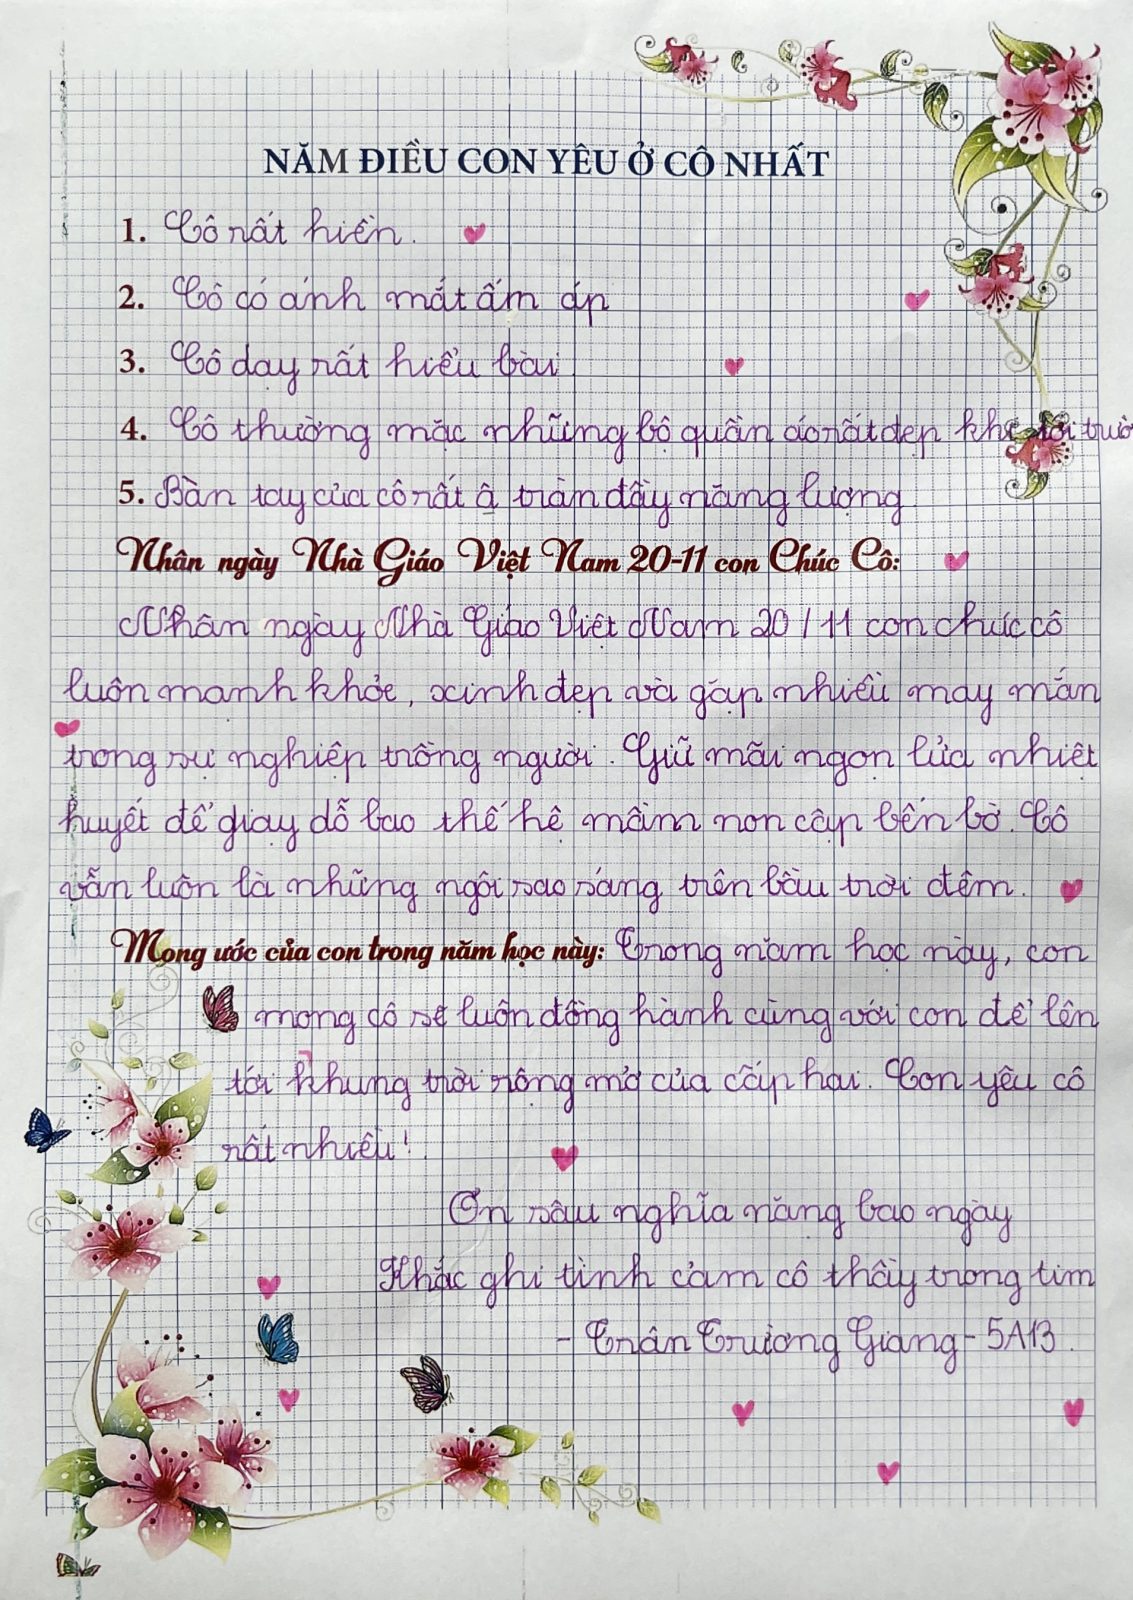 NĂM ĐIỀU CON YÊU Ở CÔ NHẤT
1. Cô rất hiền.
2. Cô có ánh mắt ấm áp
3. Cô dạy rất hiểu bài
4. Cô thường mặc những bộ quần áo rất đẹp khi tới trườ
5. Bàn tay của cô rất ạ tràn đầy năng lượng
Nhân ngày Nhà Giáo Việt Nam 20-11 con Chúc Cô:
Nhân ngày Nhà Giáo Việt Nam 20/11 con chúc cô
luôn mạnh khỏe, xinh đẹp và gặp nhiều may mắn
trong sự nghiệp trồng người. Giữ mãi ngọn lửa nhiệt
huyết để giạy dỗ bao thế hệ mầm non cập bến bờ. Cô
vẫn luôn là những ngôi sao sáng trên bầu trời đêm.
Mong ước của con trong năm học này: Trong năm học này, con
mong cô sẽ luôn đồng hành cùng với con để lên
tới khung trời rộng mở của cấp hai. Con yêu cô
rất nhiều!
Ơn sâu nghĩa nặng bao ngày
Khắc ghi tình cảm cô thầy trong tim
- Trần Trường Giang - 5A13.